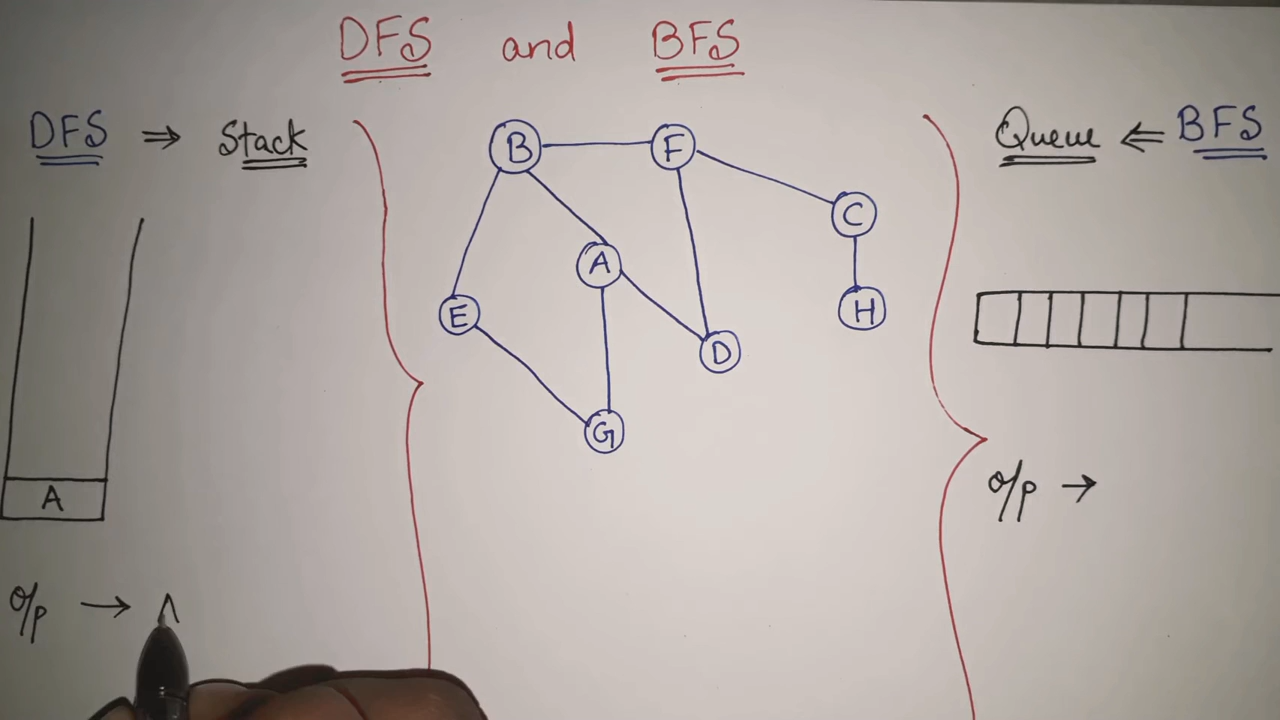 DFS and BFS
DFS ⇒ Stack
A
o/p → A
B
F
C
A
H
E
D
G
Queue ⇐ BFS
o/p →